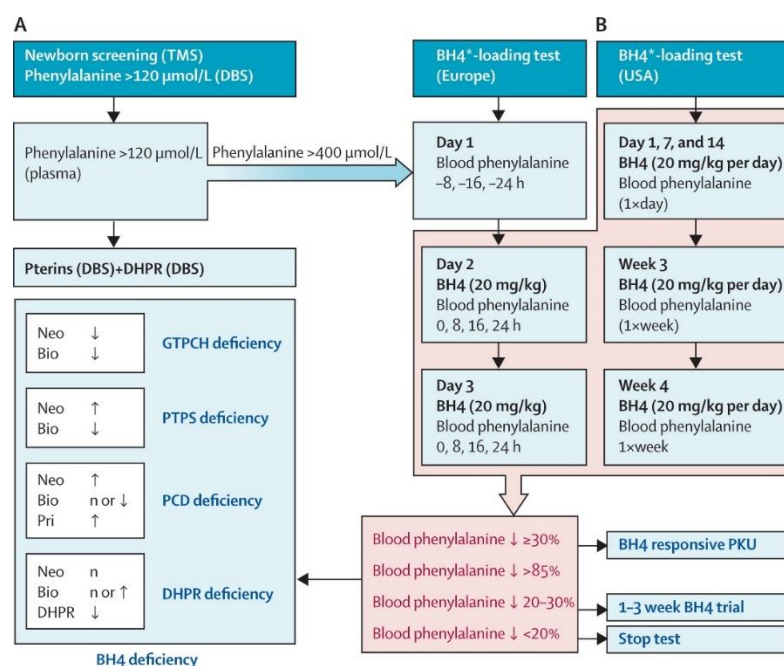 A
Newborn screening (TMS)
Phenylalanine >120 µmol/L (DBS)
Phenylalanine >120 µmol/L
(plasma)
Phenylalanine >400 µmol/L
Pterins (DBS)+DHPR (DBS)
Neo ↓
Bio ↓
GTPCH deficiency
Neo ↑
Bio ↓
PTPS deficiency
Neo ↑
Bio n or ↓
Pri ↑
PCD deficiency
Neo n
Bio n or ↑
DHPR ↓
DHPR deficiency
BH4 deficiency
BH4*-loading test
(Europe)
Day 1
Blood phenylalanine
–8, –16, –24 h
Day 2
BH4 (20 mg/kg)
Blood phenylalanine
0, 8, 16, 24 h
Day 3
BH4 (20 mg/kg)
Blood phenylalanine
0, 8, 16, 24 h
B
BH4*-loading test
(USA)
Day 1, 7, and 14
BH4 (20 mg/kg per day)
Blood phenylalanine
(1×day)
Week 3
BH4 (20 mg/kg per day)
Blood phenylalanine
(1×week)
Week 4
BH4 (20 mg/kg per day)
Blood phenylalanine
1×week
Blood phenylalanine ↓ ≥30%
Blood phenylalanine ↓ >85%
Blood phenylalanine ↓ 20–30%
Blood phenylalanine ↓ <20%
BH4 responsive PKU
1–3 week BH4 trial
Stop test